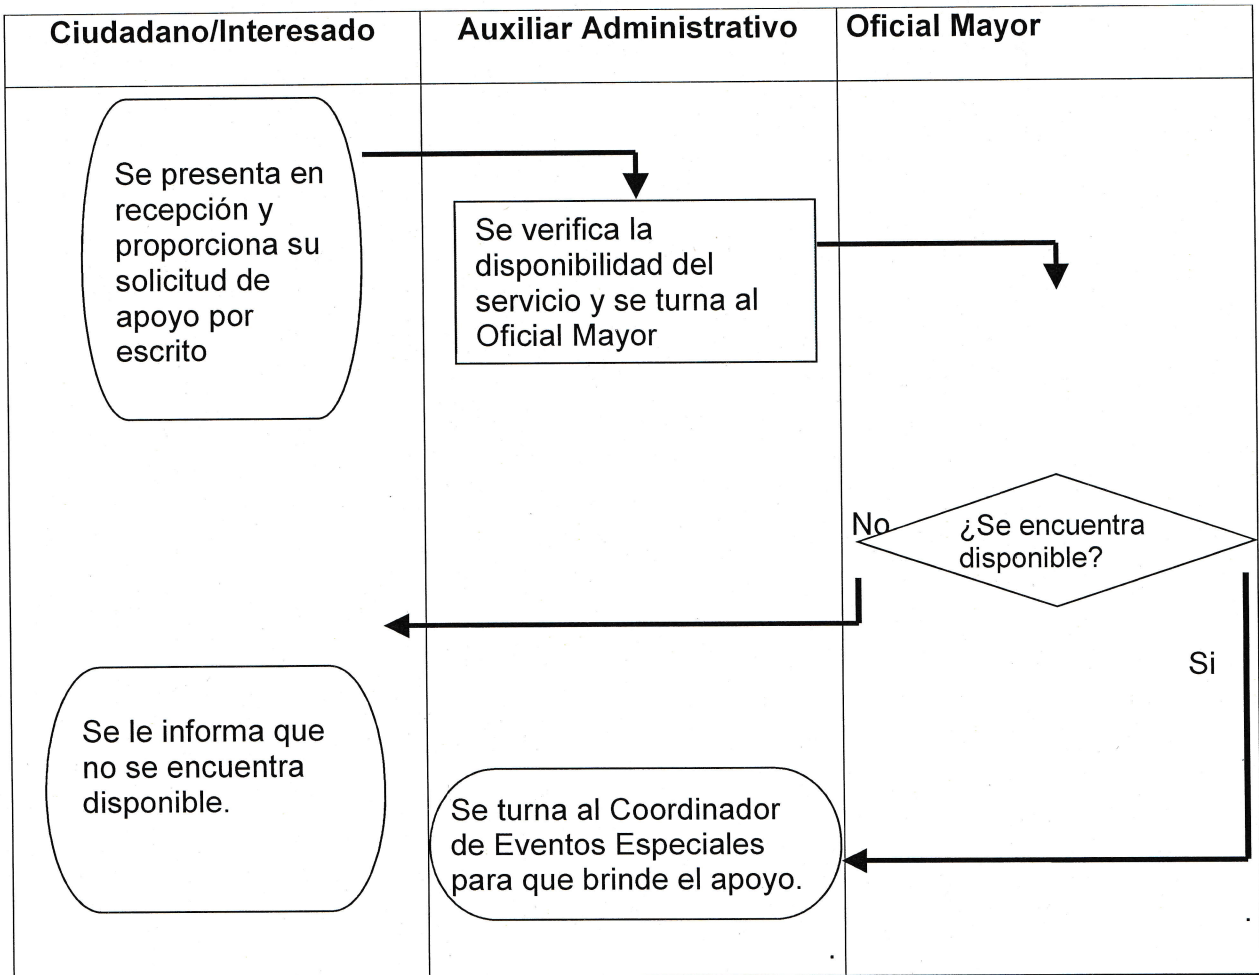 Ciudadano/Interesado
Auxiliar Administrativo
Oficial Mayor
Se presenta en
recepción y
proporciona su
solicitud de
apoyo por
escrito
Se verifica la
disponibilidad del
servicio y se turna al
Oficial Mayor
No
¿Se encuentra
disponible?
Si
Se le informa que
no se encuentra
disponible.
Se turna al Coordinador
de Eventos Especiales
para que brinde el apoyo.
.
.